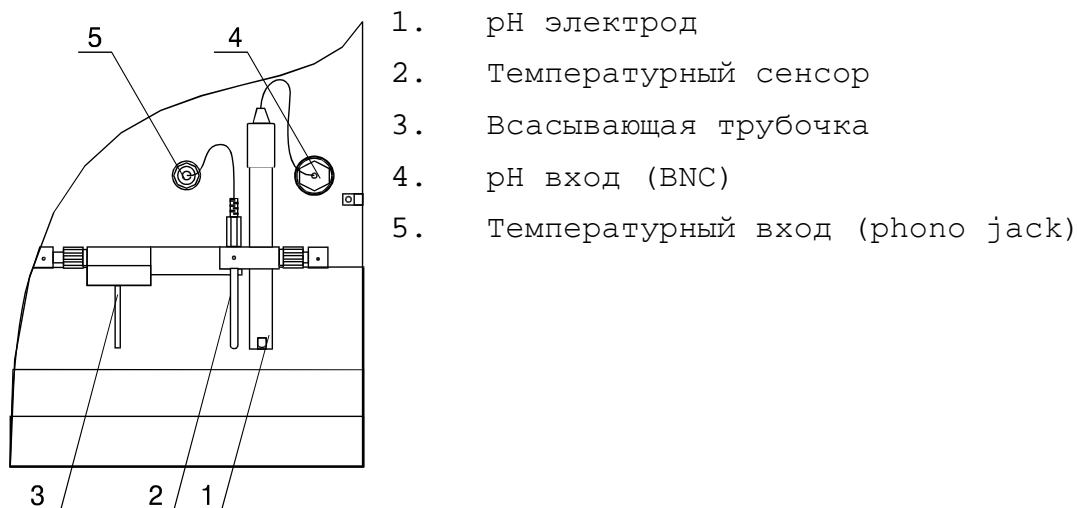 5
4
1. pH электрод
2. Температурный сенсор
3. Всасывающая трубочка
4. pH вход (BNC)
5. Температурный вход (phono jack)
3 2 1